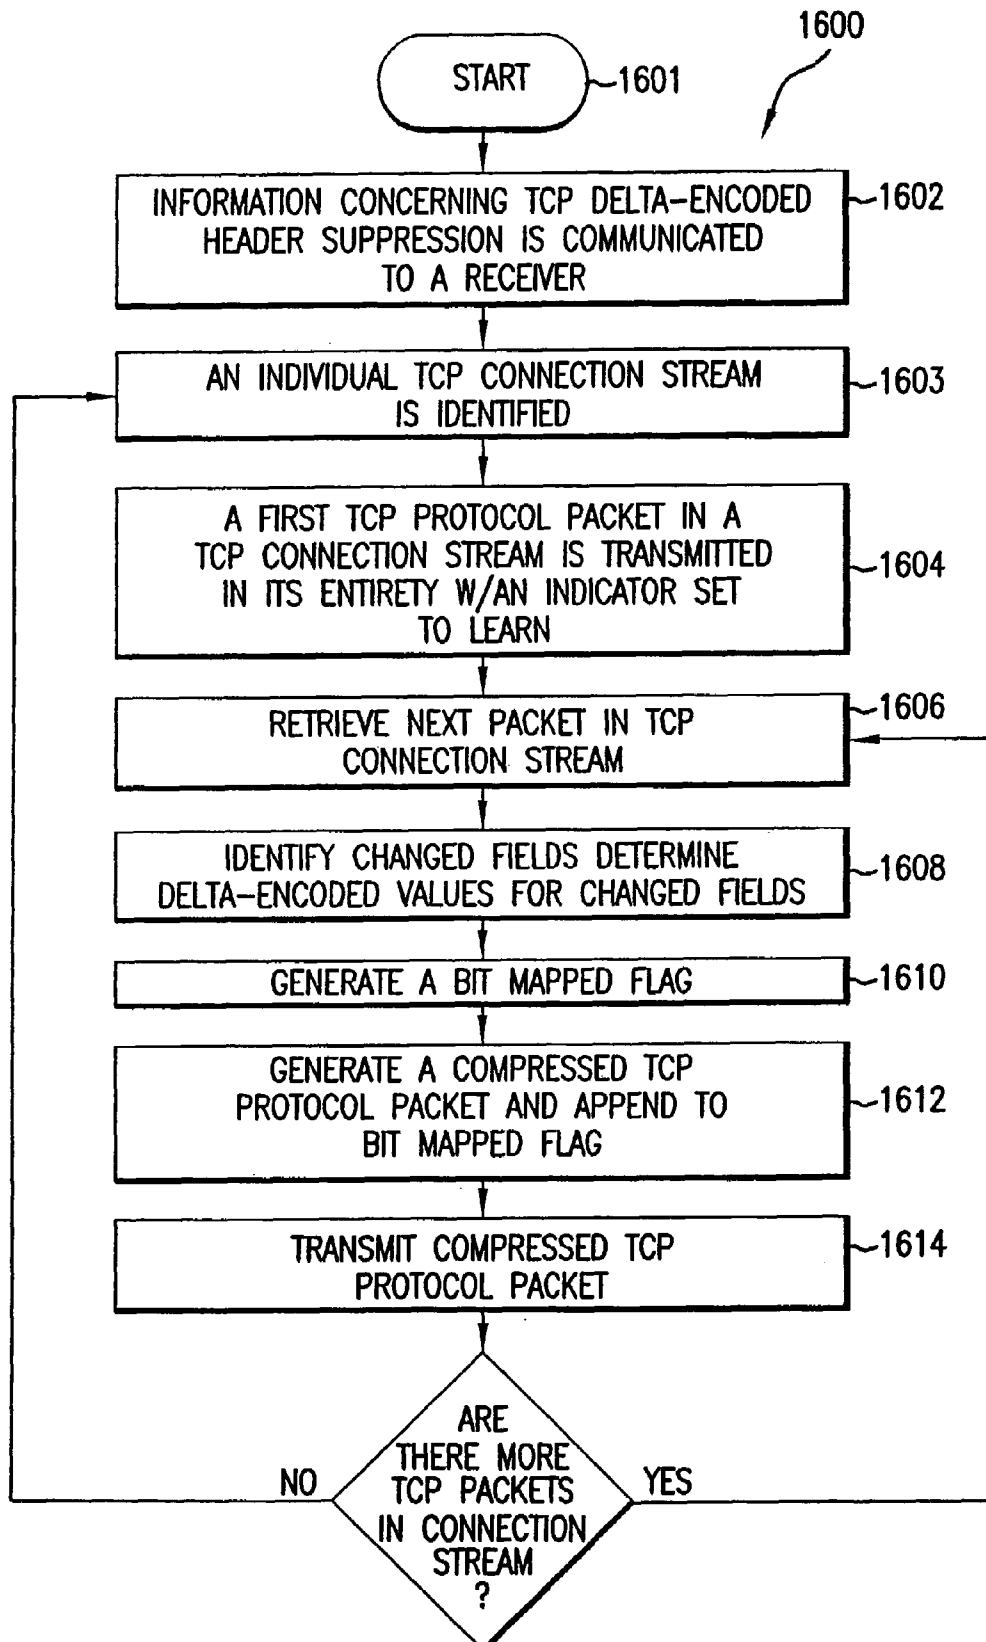 1600
START
1601
INFORMATION CONCERNING TCP DELTA-ENCODED
HEADER SUPPRESSION IS COMMUNICATED
TO A RECEIVER
1602
AN INDIVIDUAL TCP CONNECTION STREAM
IS IDENTIFIED
1603
A FIRST TCP PROTOCOL PACKET IN A
TCP CONNECTION STREAM IS TRANSMITTED
IN ITS ENTIRETY W/AN INDICATOR SET
TO LEARN
1604
RETRIEVE NEXT PACKET IN TCP
CONNECTION STREAM
1606
IDENTIFY CHANGED FIELDS DETERMINE
DELTA-ENCODED VALUES FOR CHANGED FIELDS
1608
GENERATE A BIT MAPPED FLAG
1610
GENERATE A COMPRESSED TCP
PROTOCOL PACKET AND APPEND TO
BIT MAPPED FLAG
1612
TRANSMIT COMPRESSED TCP
PROTOCOL PACKET
1614
ARE
THERE MORE
TCP PACKETS
IN CONNECTION
STREAM
?
NO
YES